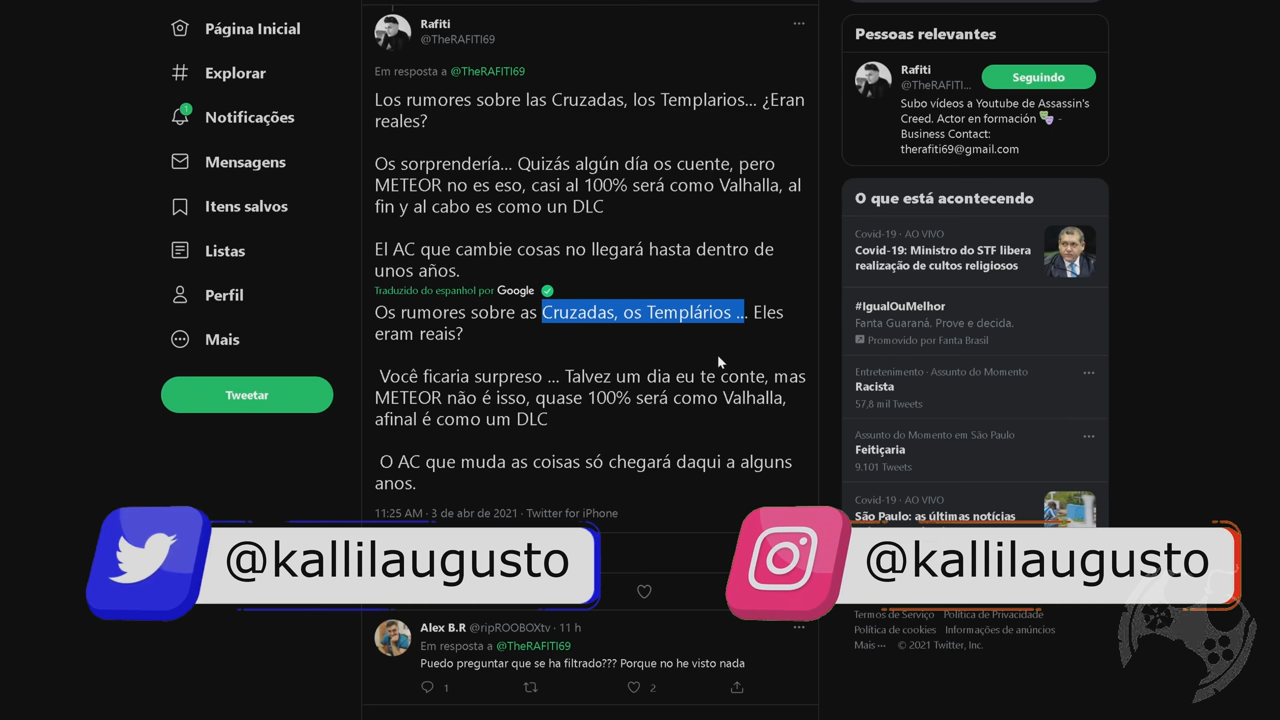 Página Inicial
Explorar
1
Notificações
Mensagens
Itens salvos
Listas
Perfil
Mais
Tweetar
Rafiti
@TheRAFITI69
Em resposta a @TheRAFITI69
Los rumores sobre las Cruzadas, los Templarios... ¿Eran
reales?
Os sorprendería... Quizás algún día os cuente, pero
METEOR no es eso, casi al 100% será como Valhalla, al
fin y al cabo es como un DLC
El AC que cambie cosas no llegará hasta dentro de
unos años.
Traduzido do espanhol por Google
Os rumores sobre as Cruzadas, os Templários ... Eles
eram reais?
Você ficaria surpreso ... Talvez um dia eu te conte, mas
METEOR não é isso, quase 100% será como Valhalla,
afinal é como um DLC
O AC que muda as coisas só chegará daqui a alguns
anos.
11:25 AM · 3 de abr de 2021 · Twitter for iPhone
@kallilaugusto
Alex B.R @ripROOBOXtv · 11 h
Em resposta a @TheRAFITI69
Puedo preguntar que se ha filtrado??? Porque no he visto nada
1
2
Pessoas relevantes
Rafiti
@TheRAFITI...
Seguindo
Subo vídeos a Youtube de Assassin's
Creed. Actor en formación -
Business Contact:
therafiti69@gmail.com
O que está acontecendo
Covid-19 · AO VIVO
Covid-19: Ministro do STF libera
realização de cultos religiosos
#IgualOuMelhor
Fanta Guaraná. Prove e decida.
Promovido por Fanta Brasil
Entretenimento · Assunto do Momento
Racista
57,8 mil Tweets
Assunto do Momento em São Paulo
Feitiçaria
9.101 Tweets
Covid-19 · AO VIVO
São Paulo: as últimas notícias
@kallilaugusto
Termos de Serviço Política de Privacidade
Política de cookies Informações de anúncios
Mais ··· © 2021 Twitter, Inc.